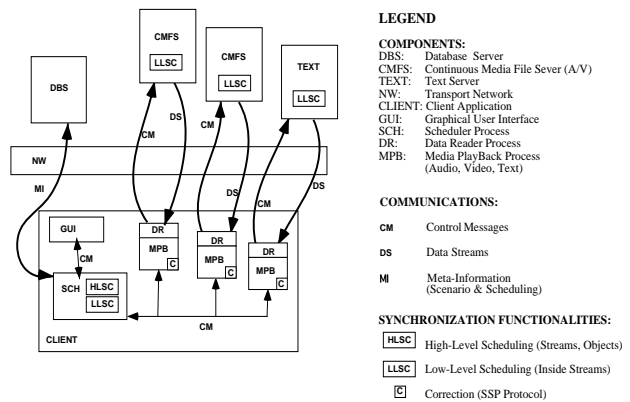 CMFS
LLSC
CMFS
LLSC
TEXT
LLSC
DBS
CM
DS
CM
DS
CM
DS
NW
MI
GUI
CM
SCH
HLSC
LLSC
DR
MPB
C
DR
MPB
C
DR
MPB
C
CM
CLIENT
LEGEND
COMPONENTS:
DBS: Database Server
CMFS: Continuous Media File Sever (A/V)
TEXT: Text Server
NW: Transport Network
CLIENT: Client Application
GUI: Graphical User Interface
SCH: Scheduler Process
DR: Data Reader Process
MPB: Media PlayBack Process
(Audio, Video, Text)
COMMUNICATIONS:
CM Control Messages
DS Data Streams
MI Meta-Information
(Scenario & Scheduling)
SYNCHRONIZATION FUNCTIONALITIES:
HLSC High-Level Scheduling (Streams, Objects)
LLSC Low-Level Scheduling (Inside Streams)
C Correction (SSP Protocol)